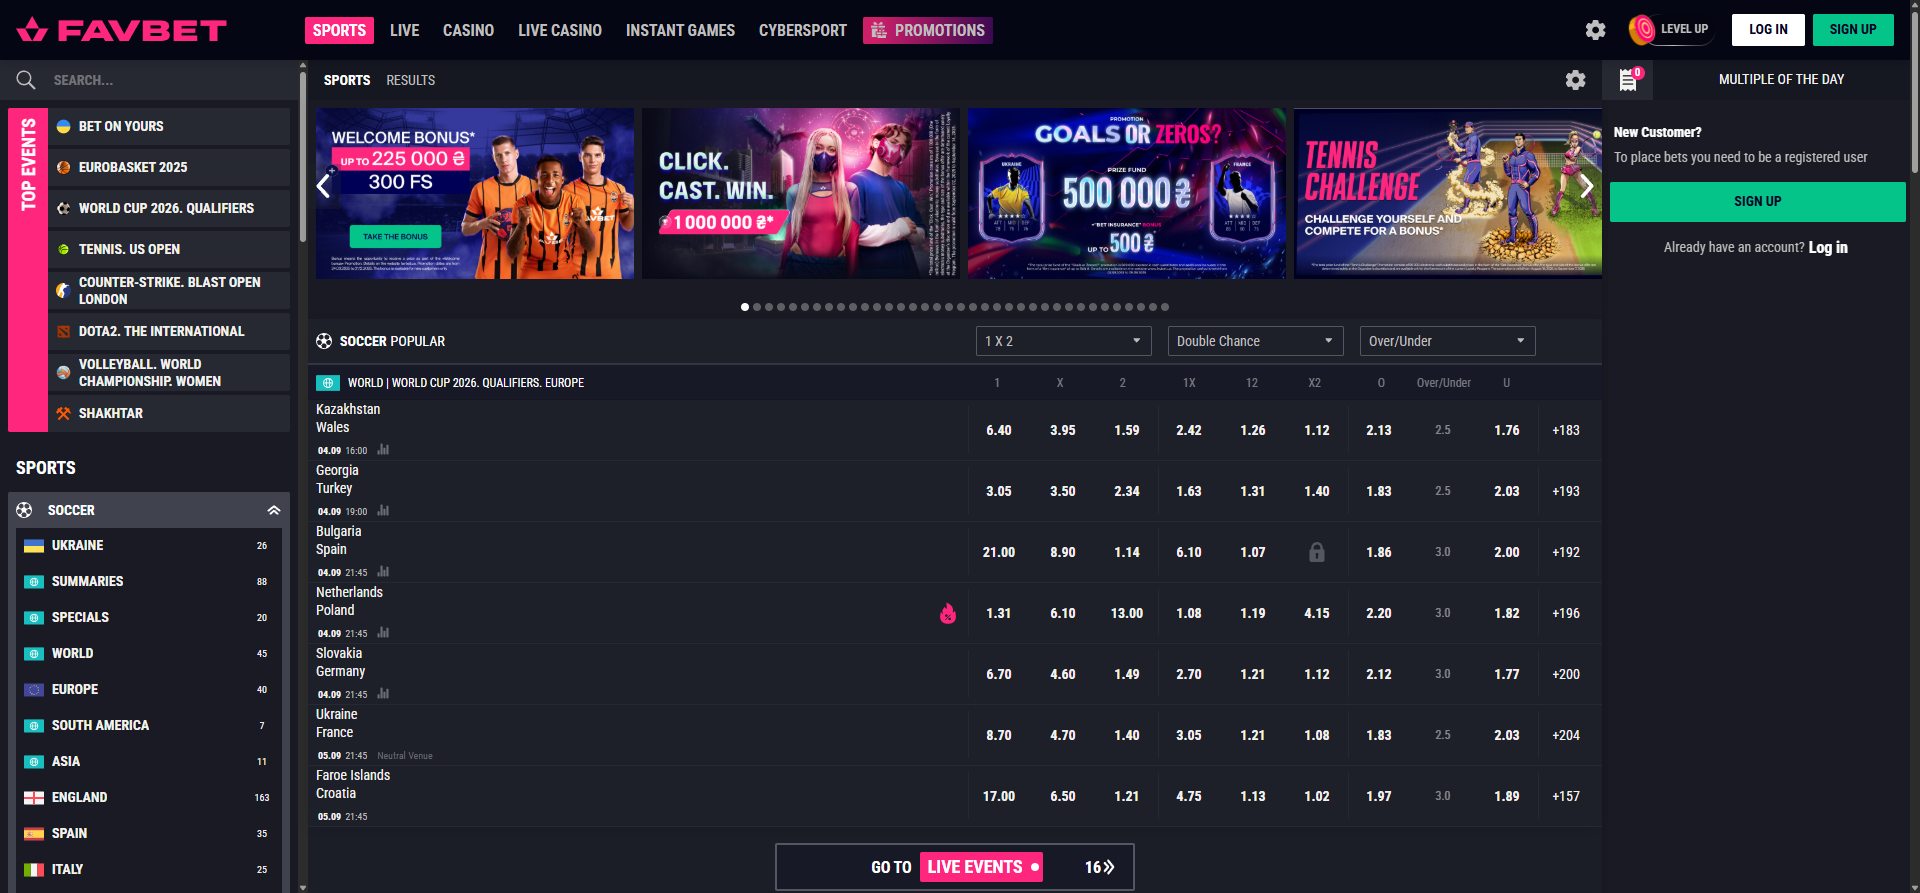 FAVBET
SPORTS
LIVE
CASINO
LIVE CASINO
INSTANT GAMES
CYBERSPORT
PROMOTIONS
LEVEL UP
LOG IN
SIGN UP
SEARCH...
TOP EVENTS
BET ON YOURS
EUROBASKET 2025
WORLD CUP 2026. QUALIFIERS
TENNIS. US OPEN
COUNTER-STRIKE. BLAST OPEN
LONDON
DOTA2. THE INTERNATIONAL
VOLLEYBALL. WORLD
CHAMPIONSHIP. WOMEN
SHAKHTAR
SPORTS
SOCCER
UKRAINE 26
SUMMARIES 88
SPECIALS 20
WORLD 45
EUROPE 40
SOUTH AMERICA 7
ASIA 11
ENGLAND 163
SPAIN 35
ITALY 25
SPORTS RESULTS
WELCOME BONUS*
UP TO 225 000 ₴
+
300 FS
TAKE THE BONUS
CLICK.
CAST. WIN.
1 000 000 ₴*
PROMOTION
GOALS OR ZEROS?
UKRAINE
FRANCE
PRIZE FUND
500 000 ₴
+"BET INSURANCE" BONUS
UP TO 500 ₴
TENNIS
CHALLENGE
CHALLENGE YOURSELF AND
COMPETE FOR A BONUS*
SOCCER POPULAR
1 X 2
Double Chance
Over/Under
WORLD | WORLD CUP 2026. QUALIFIERS. EUROPE 1 X 2 1X 12 X2 O Over/Under U
Kazakhstan
Wales
04.09 16:00
6.40 3.95 1.59 2.42 1.26 1.12 2.13 2.5 1.76 +183
Georgia
Turkey
04.09 19:00
3.05 3.50 2.34 1.63 1.31 1.40 1.83 2.5 2.03 +193
Bulgaria
Spain
04.09 21:45
21.00 8.90 1.14 6.10 1.07 1.86 3.0 2.00 +192
Netherlands
Poland
04.09 21:45
1.31 6.10 13.00 1.08 1.19 4.15 2.20 3.0 1.82 +196
Slovakia
Germany
04.09 21:45
6.70 4.60 1.49 2.70 1.21 1.12 2.12 3.0 1.77 +200
Ukraine
France
05.09 21:45 Neutral Venue
8.70 4.70 1.40 3.05 1.21 1.08 1.83 2.5 2.03 +204
Faroe Islands
Croatia
05.09 21:45
17.00 6.50 1.21 4.75 1.13 1.02 1.97 3.0 1.89 +157
GO TO LIVE EVENTS 16
0
MULTIPLE OF THE DAY
New Customer?
To place bets you need to be a registered user
SIGN UP
Already have an account? Log in